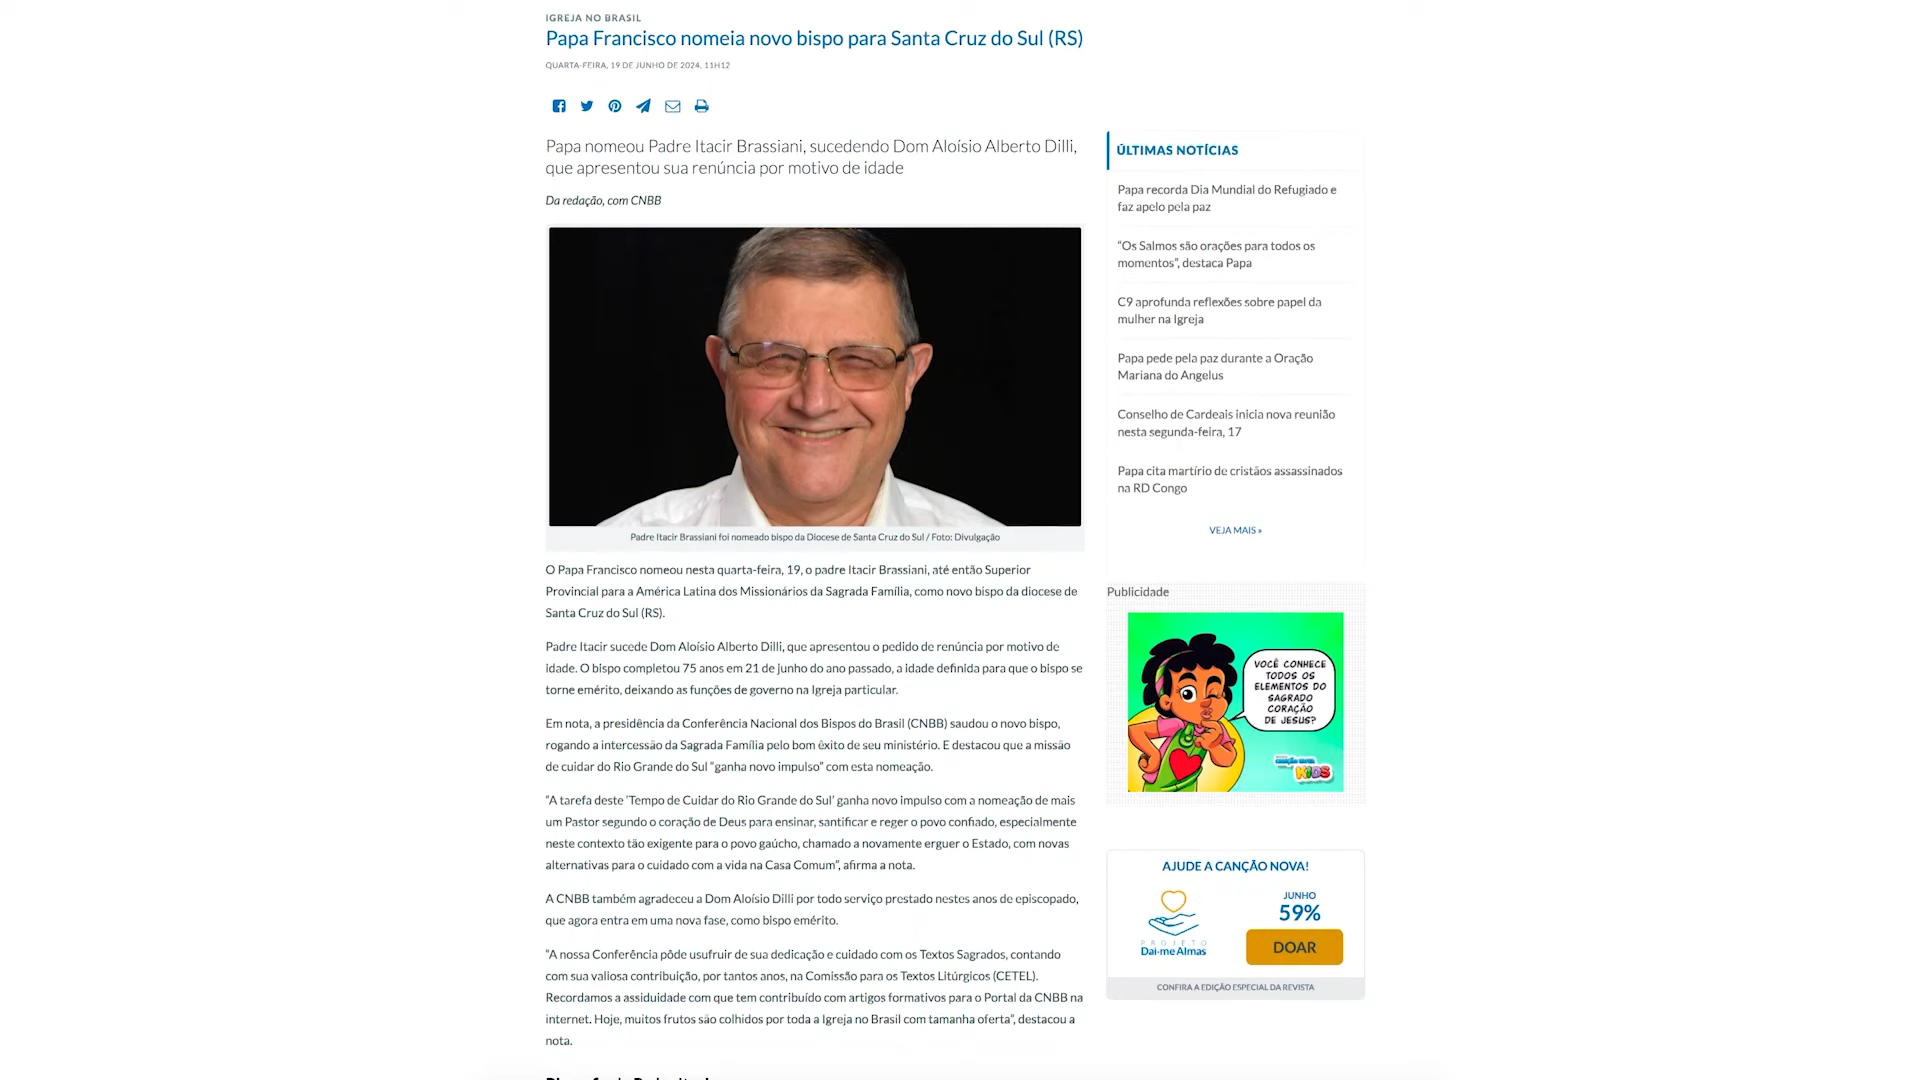 IGREJA NO BRASIL
Papa Francisco nomeia novo bispo para Santa Cruz do Sul (RS)
QUARTA-FEIRA, 19 DE JUNHO DE 2024, 11H12
Papa nomeou Padre Itacir Brassiani, sucedendo Dom Aloísio Alberto Dilli,
que apresentou sua renúncia por motivo de idade
Da redação, com CNBB
Padre Itacir Brassiani foi nomeado bispo da Diocese de Santa Cruz do Sul / Foto: Divulgação
O Papa Francisco nomeou nesta quarta-feira, 19, o padre Itacir Brassiani, até então Superior
Provincial para a América Latina dos Missionários da Sagrada Família, como novo bispo da diocese de
Santa Cruz do Sul (RS).
Padre Itacir sucede Dom Aloísio Alberto Dilli, que apresentou o pedido de renúncia por motivo de
idade. O bispo completou 75 anos em 21 de junho do ano passado, a idade definida para que o bispo se
torne emérito, deixando as funções de governo na Igreja particular.
Em nota, a presidência da Conferência Nacional dos Bispos do Brasil (CNBB) saudou o novo bispo,
rogando a intercessão da Sagrada Família pelo bom êxito de seu ministério. E destacou que a missão
de cuidar do Rio Grande do Sul “ganha novo impulso” com esta nomeação.
“A tarefa deste ‘Tempo de Cuidar do Rio Grande do Sul’ ganha novo impulso com a nomeação de mais
um Pastor segundo o coração de Deus para ensinar, santificar e reger o povo confiado, especialmente
neste contexto tão exigente para o povo gaúcho, chamado a novamente erguer o Estado, com novas
alternativas para o cuidado com a vida na Casa Comum”, afirma a nota.
A CNBB também agradeceu a Dom Aloísio Dilli por todo serviço prestado nestes anos de episcopado,
que agora entra em uma nova fase, como bispo emérito.
“A nossa Conferência pôde usufruir de sua dedicação e cuidado com os Textos Sagrados, contando
com sua valiosa contribuição, por tantos anos, na Comissão para os Textos Litúrgicos (CETEL).
Recordamos a assiduidade com que tem contribuído com artigos formativos para o Portal da CNBB na
internet. Hoje, muitos frutos são colhidos por toda a Igreja no Brasil com tamanha oferta”, destacou a
nota.
ÚLTIMAS NOTÍCIAS
Papa recorda Dia Mundial do Refugiado e
faz apelo pela paz
“Os Salmos são orações para todos os
momentos”, destaca Papa
C9 aprofunda reflexões sobre papel da
mulher na Igreja
Papa pede pela paz durante a Oração
Mariana do Angelus
Conselho de Cardeais inicia nova reunião
nesta segunda-feira, 17
Papa cita martírio de cristãos assassinados
na RD Congo
VEJA MAIS »
Publicidade
VOCÊ CONHECE
TODOS OS
ELEMENTOS DO
SAGRADO
CORAÇÃO
DE JESUS?
canção nova
KIDS
AJUDE A CANÇÃO NOVA!
PROJETO
Dai-me Almas
JUNHO
59%
DOAR
CONFIRA A EDIÇÃO ESPECIAL DA REVISTA